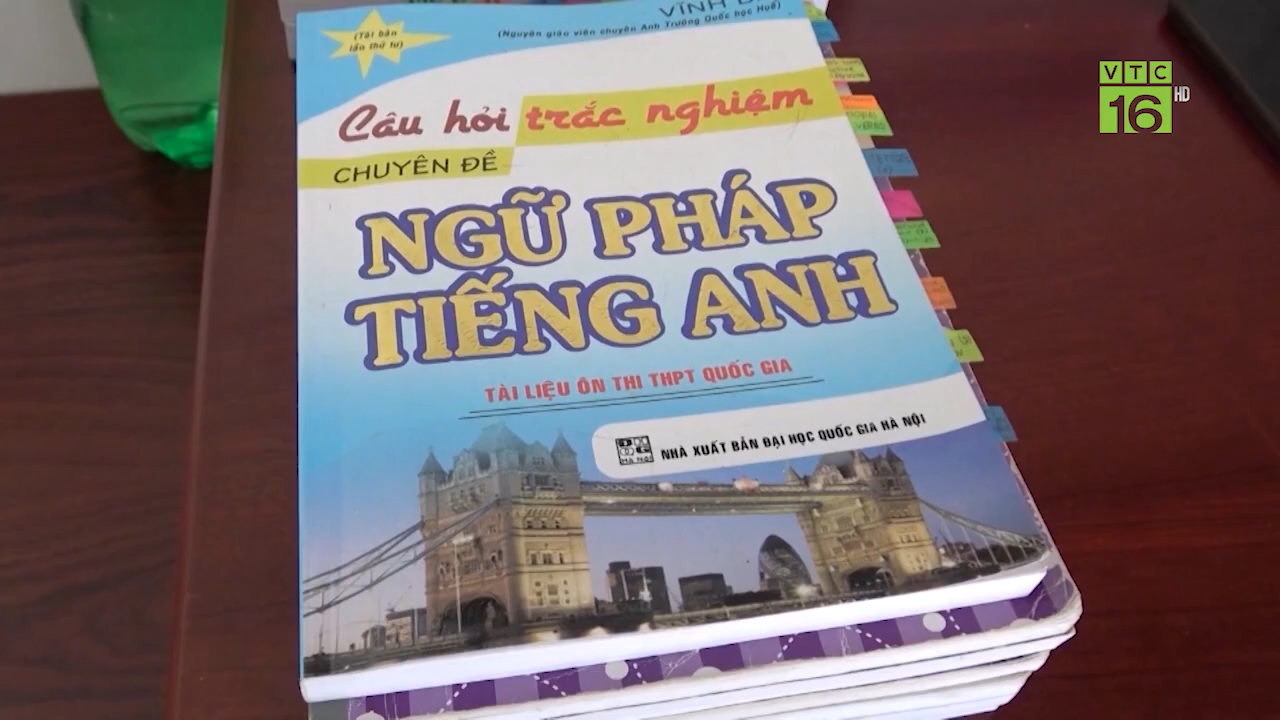 (Tái bản
lần thứ tư)
VĨNH
(Nguyên giáo viên chuyên Anh Trường Quốc học Huế)
Câu hỏi trắc nghiệm
CHUYÊN ĐỀ
NGỮ PHÁP
TIẾNG ANH
TÀI LIỆU ÔN THI THPT QUỐC GIA
NHÀ XUẤT BẢN ĐẠI HỌC QUỐC GIA HÀ NỘI
HÀ NỘI
VTC
16 HD